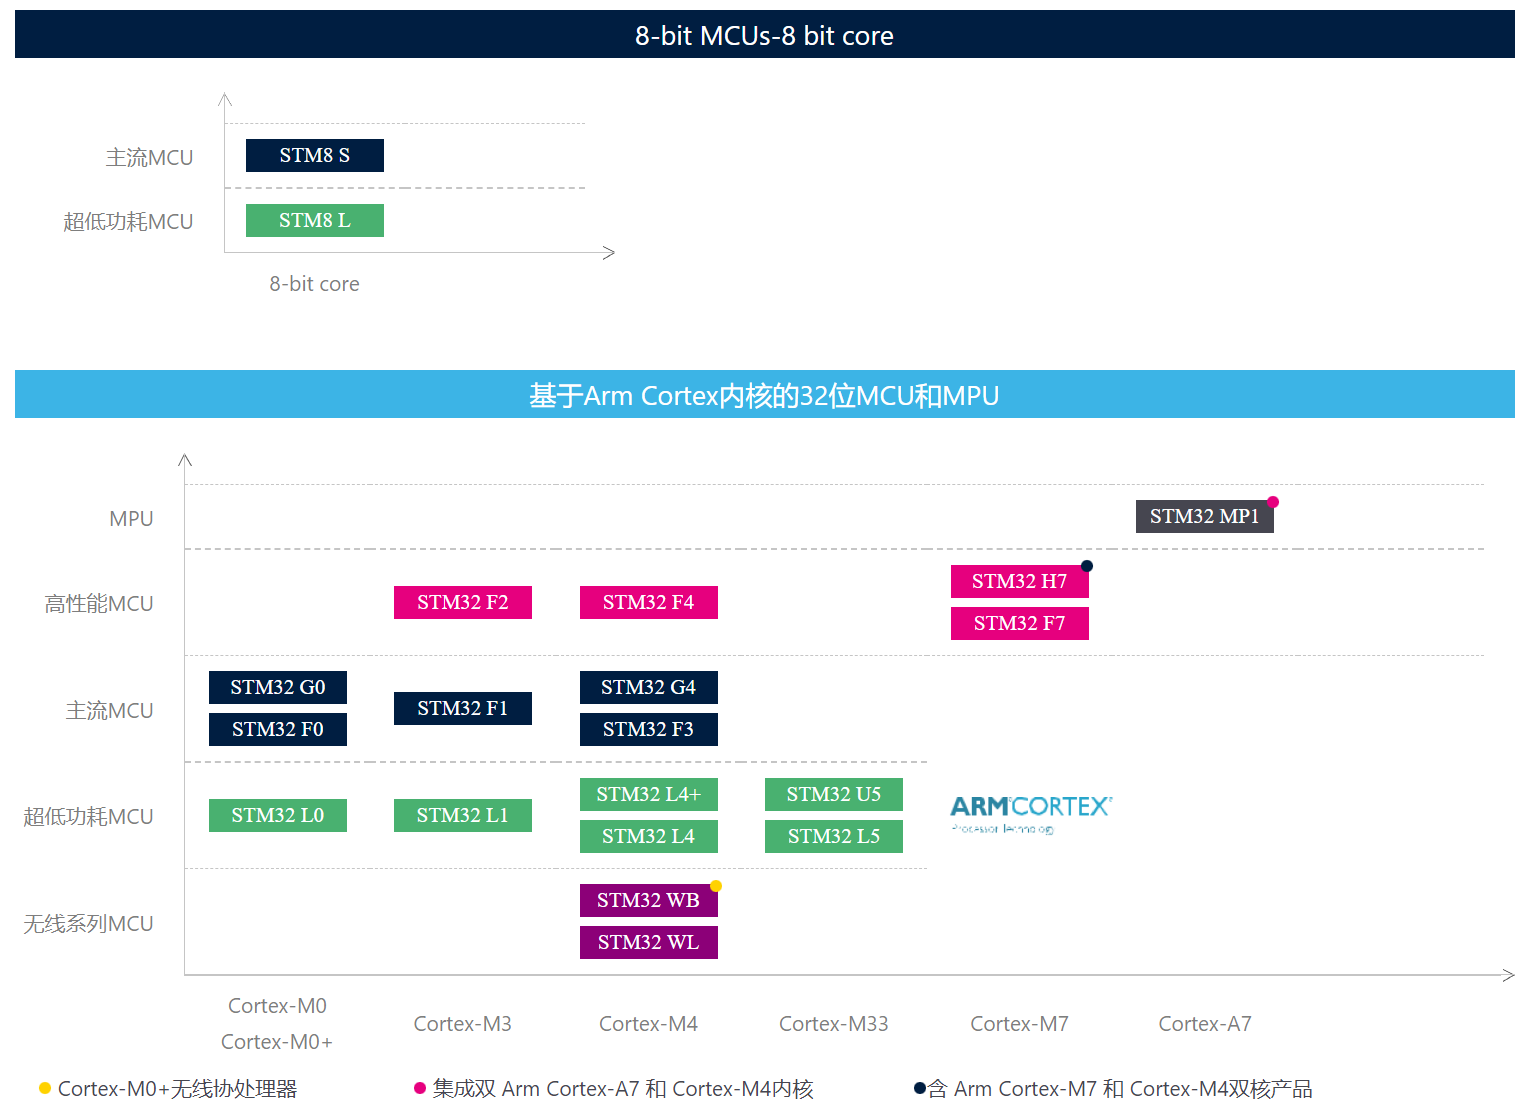 8-bit MCUs-8 bit core
主流MCU
STM8 S
超低功耗MCU
STM8 L
8-bit core
基于Arm Cortex内核的32位MCU和MPU
MPU
STM32 MP1
高性能MCU
STM32 F2
STM32 F4
STM32 H7
STM32 F7
主流MCU
STM32 G0
STM32 F0
STM32 F1
STM32 G4
STM32 F3
超低功耗MCU
STM32 L0
STM32 L1
STM32 L4+
STM32 L4
STM32 U5
STM32 L5
ARM CORTEX
Processor Technology
无线系列MCU
STM32 WB
STM32 WL
Cortex-M0
Cortex-M0+
Cortex-M3
Cortex-M4
Cortex-M33
Cortex-M7
Cortex-A7
Cortex-M0+无线协处理器
集成双 Arm Cortex-A7 和 Cortex-M4内核
含 Arm Cortex-M7 和 Cortex-M4双核产品